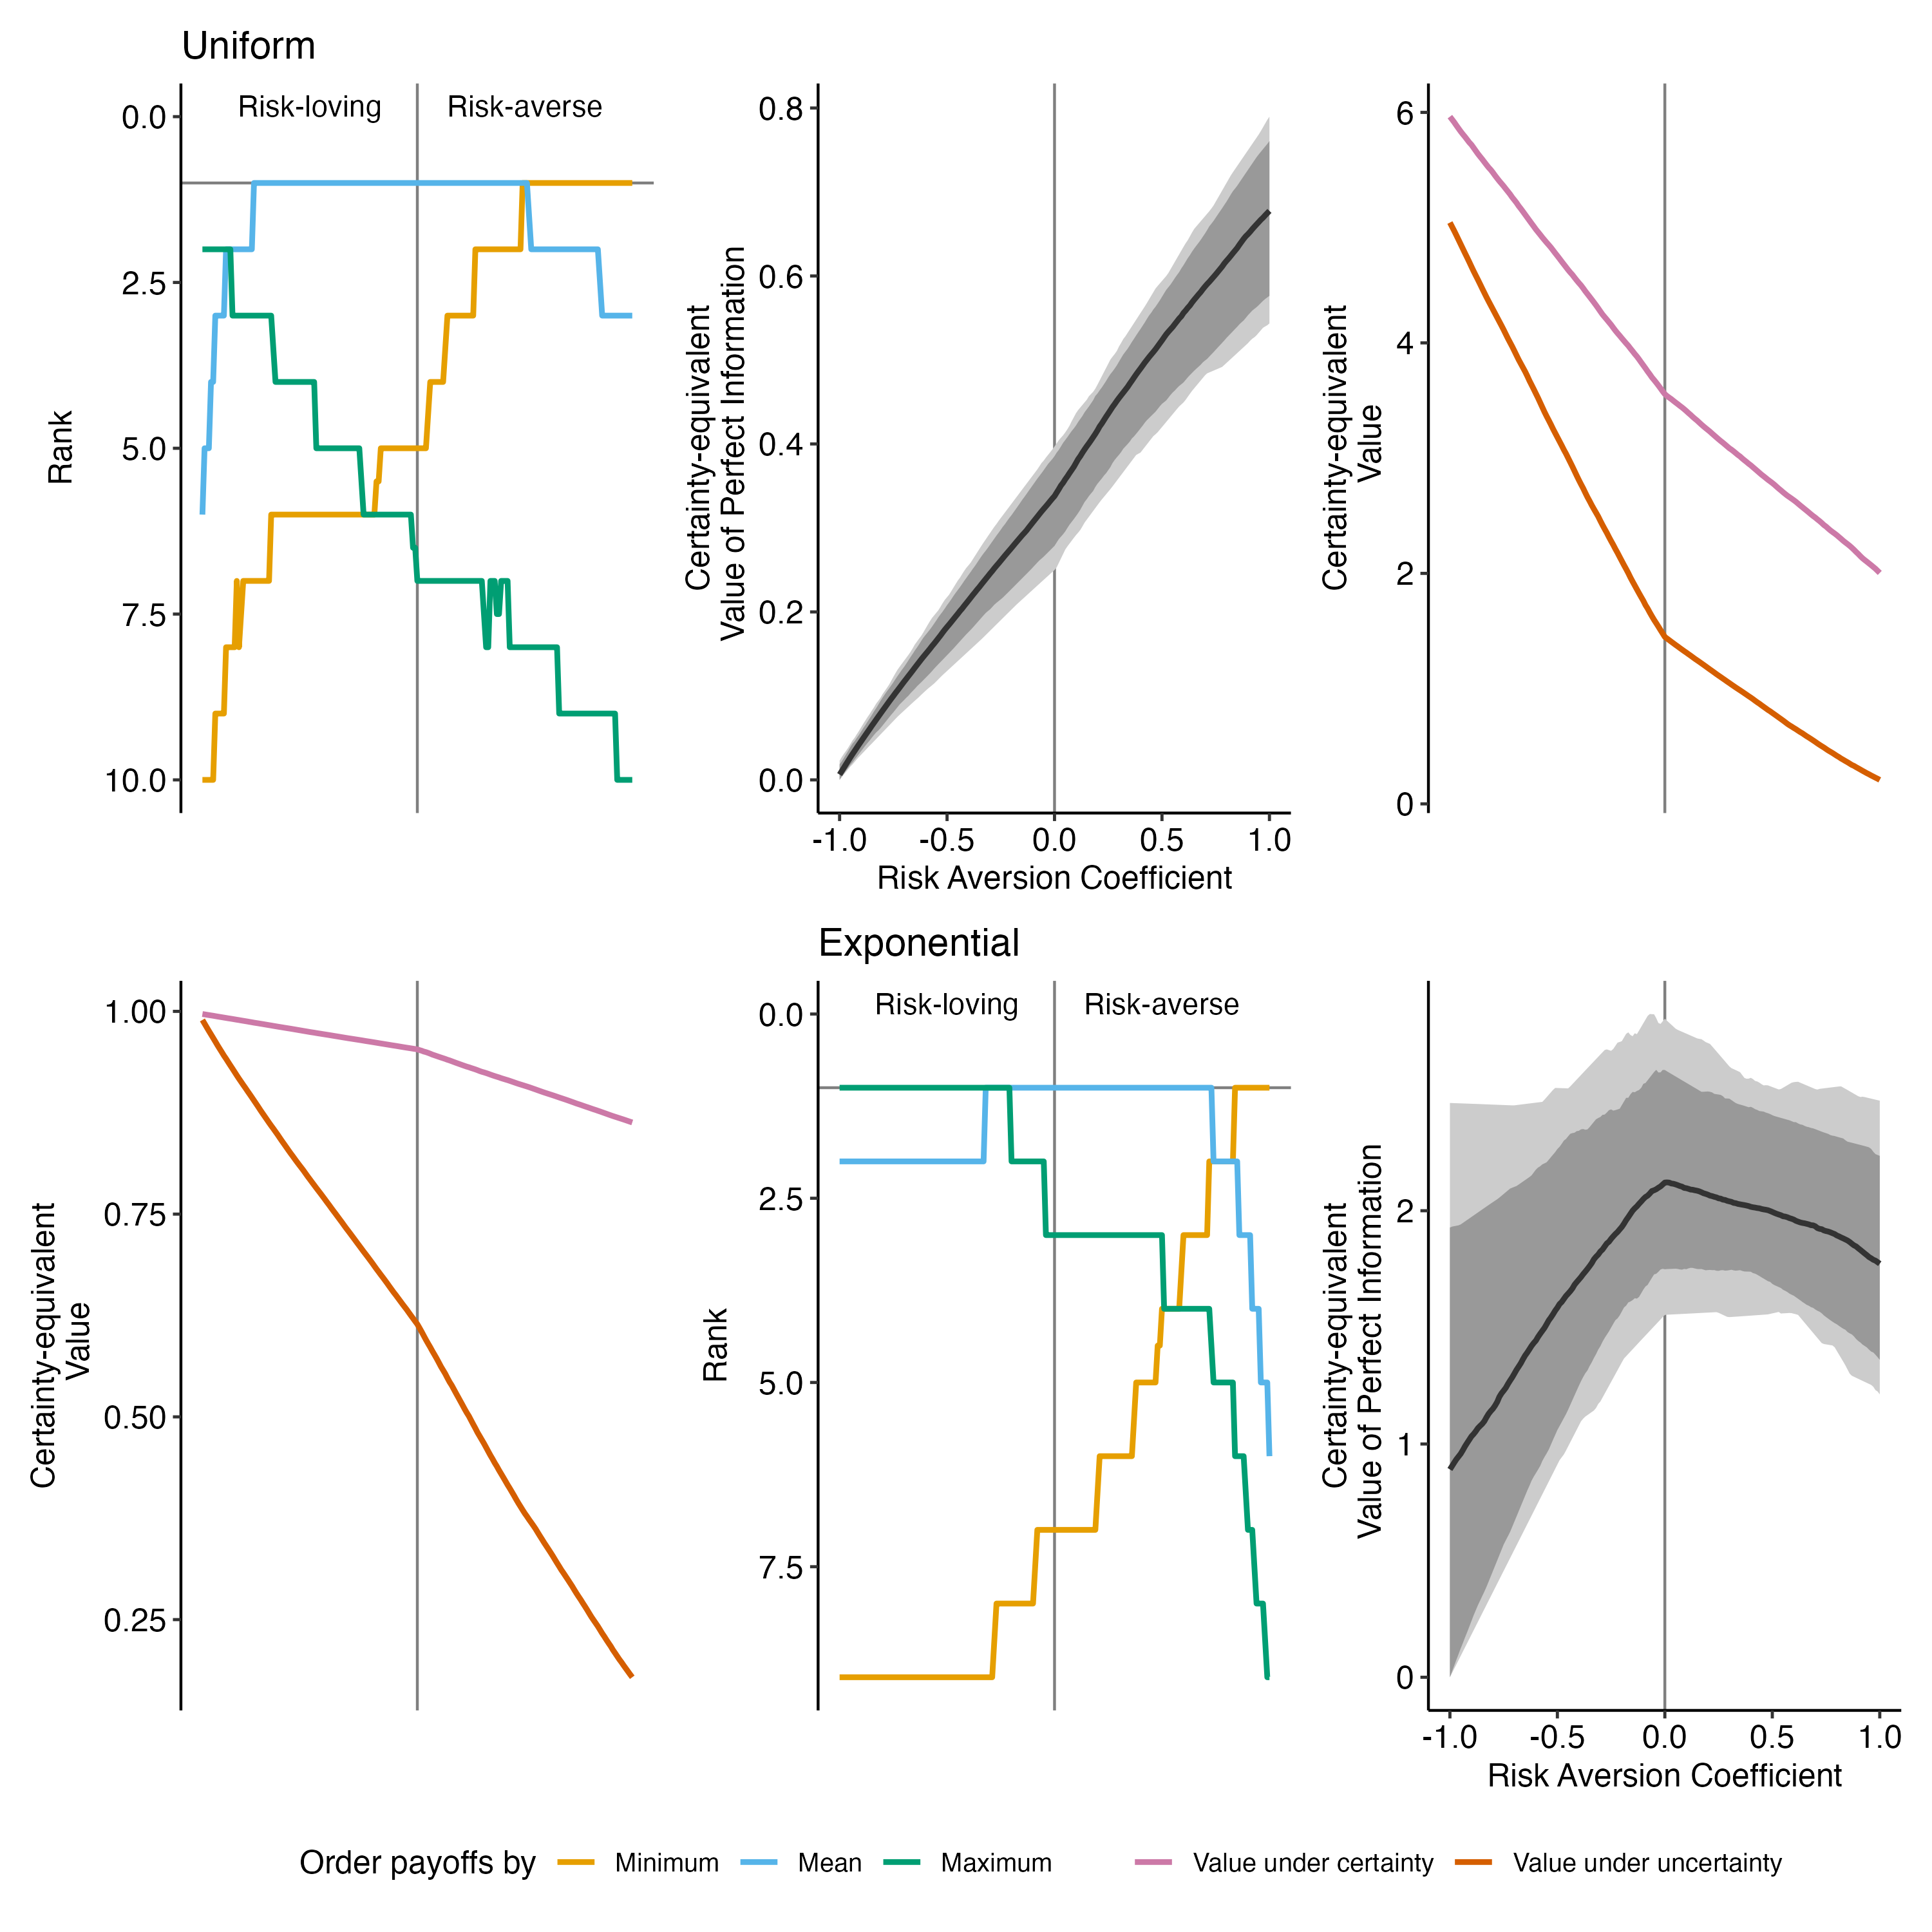 Uniform
Risk-loving
Risk-averse
0.0
2.5
5.0
7.5
10.0
Rank
0.8
0.6
0.4
0.2
0.0
Certainty-equivalent
Value of Perfect Information
-1.0
-0.5
0.0
0.5
1.0
Risk Aversion Coefficient
6
4
2
0
Certainty-equivalent
Value
1.00
0.75
0.50
0.25
Certainty-equivalent
Value
Exponential
Risk-loving
Risk-averse
0.0
2.5
5.0
7.5
Rank
2
1
0
Certainty-equivalent
Value of Perfect Information
-1.0
-0.5
0.0
0.5
1.0
Risk Aversion Coefficient
Order payoffs by
Minimum
Mean
Maximum
Value under certainty
Value under uncertainty